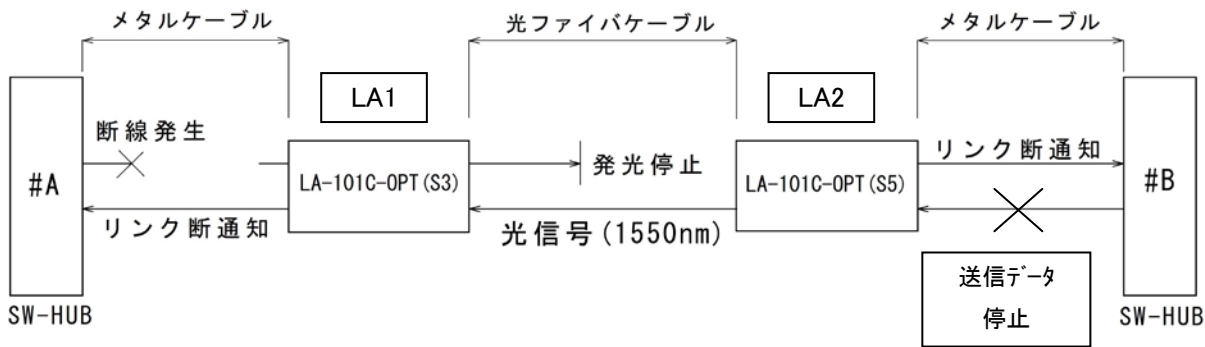 メタルケーブル
光ファイバケーブル
メタルケーブル
LA1
LA2
断線発生
リンク断通知
#A
LA-101C-OPT(S3)
発光停止
LA-101C-OPT(S5)
#B
リンク断通知
光信号(1550nm)
送信データ
停止
SW-HUB
SW-HUB